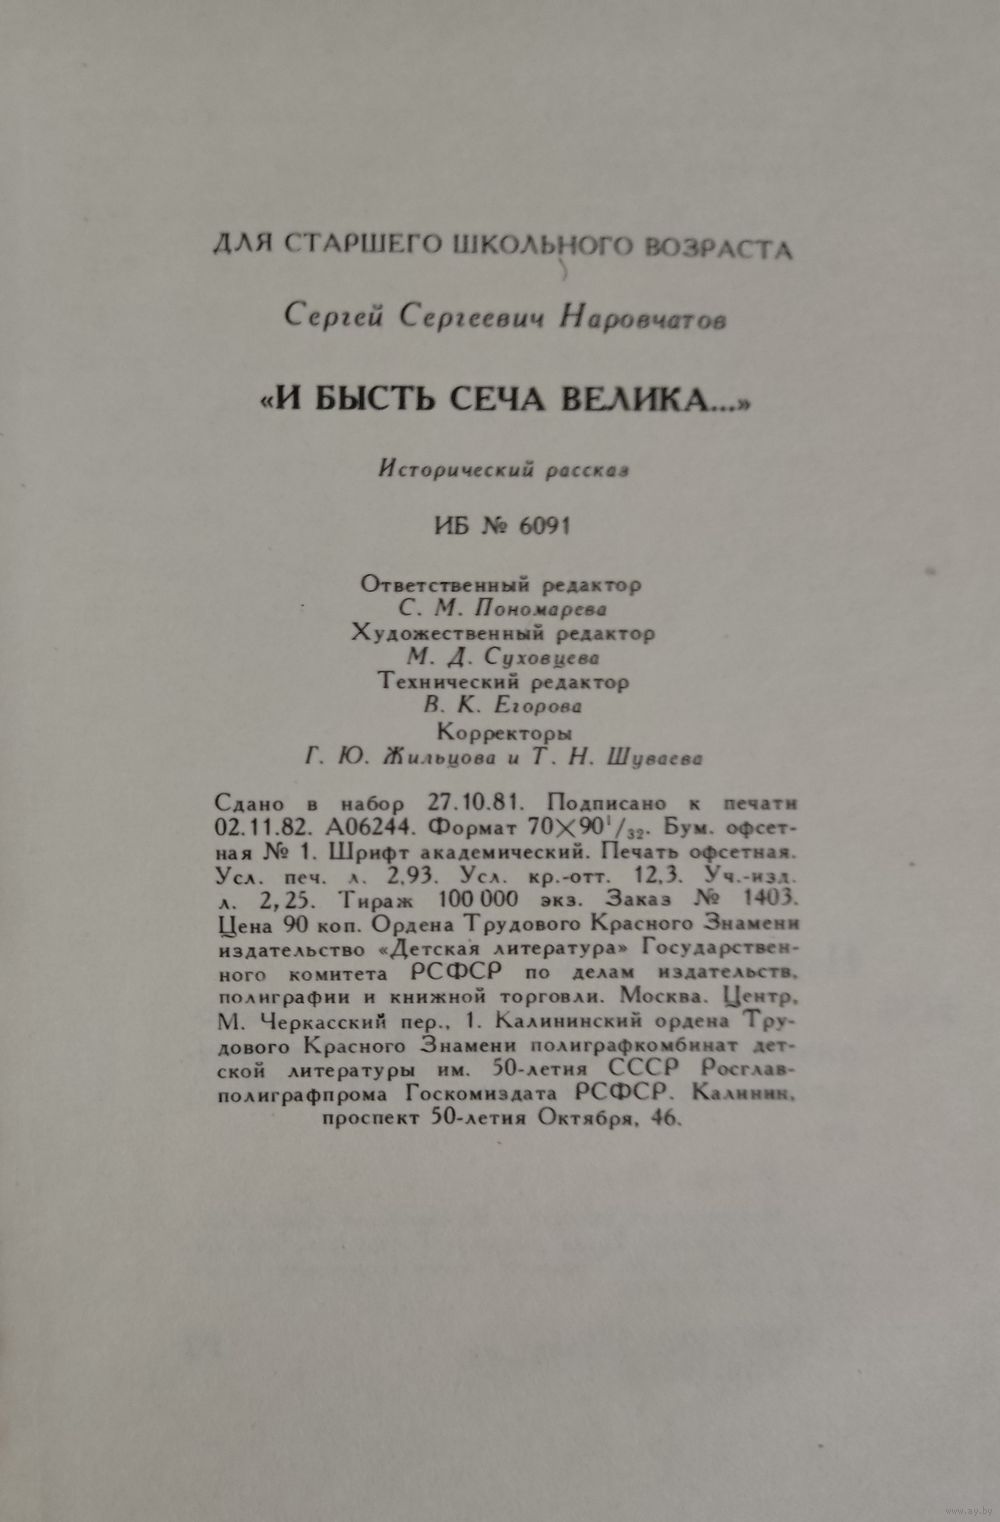 ДЛЯ СТАРШЕГО ШКОЛЬНОГО ВОЗРАСТА
Сергей Сергеевич Наровчатов
«И БЫСТЬ СЕЧА ВЕЛИКА...»
Исторический рассказ
ИБ № 6091
Ответственный редактор
С. М. Пономарева
Художественный редактор
М. Д. Суховцева
Технический редактор
В. К. Егорова
Корректоры
Г. Ю. Жильцова и Т. Н. Шуваева
Сдано в набор 27.10.81. Подписано к печати
02.11.82. А06244. Формат 70×90¹/₃₂. Бум. офсет-
ная № 1. Шрифт академический. Печать офсетная.
Усл. печ. л. 2,93. Усл. кр.-отт. 12,3. Уч.-изд.
л. 2,25. Тираж 100 000 экз. Заказ № 1403.
Цена 90 коп. Ордена Трудового Красного Знамени
издательство «Детская литература» Государствен-
ного комитета РСФСР по делам издательств,
полиграфии и книжной торговли. Москва. Центр,
М. Черкасский пер., 1. Калининский ордена Тру-
дового Красного Знамени полиграфкомбинат дет-
ской литературы им. 50-летия СССР Росглав-
полиграфпрома Госкомиздата РСФСР. Калинин,
проспект 50-летия Октября, 46.
www.ay.by